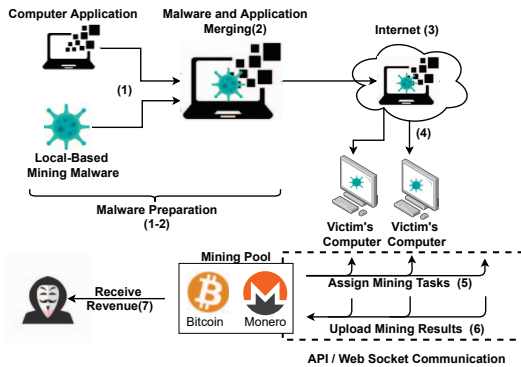 Computer Application
Malware and Application
Merging(2)
Internet (3)
(1)
(4)
Local-Based
Mining Malware
Malware Preparation
(1-2)
Victim's
Computer
Victim's
Computer
Mining Pool
Bitcoin
Monero
Receive
Revenue(7)
Assign Mining Tasks (5)
Upload Mining Results (6)
API / Web Socket Communication